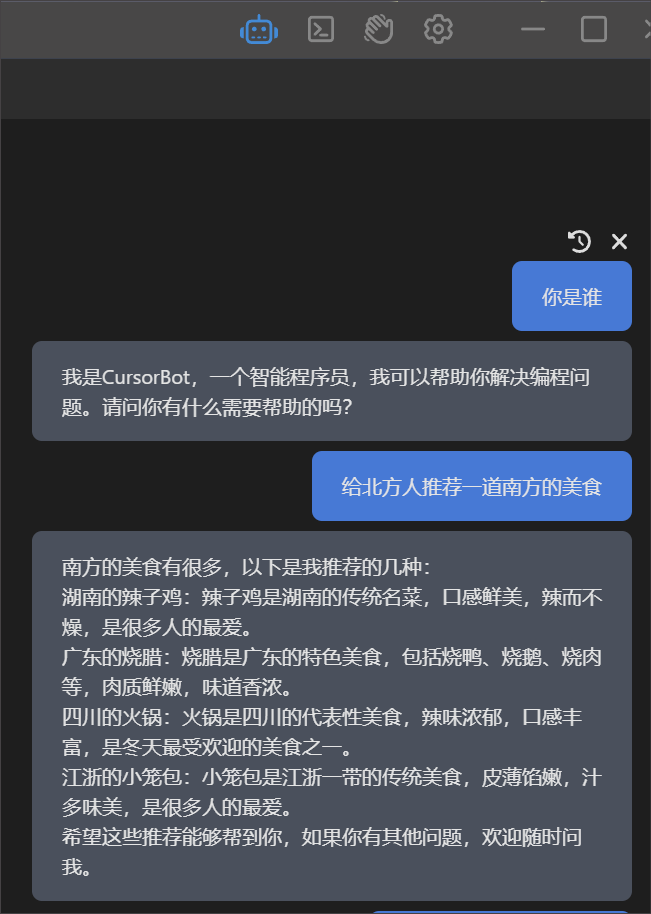 你是谁
我是CursorBot，一个智能程序员，我可以帮助你解决编程问
题。请问你有什么需要帮助的吗？
给北方人推荐一道南方的美食
南方的美食有很多，以下是我推荐的几种：
湖南的辣子鸡：辣子鸡是湖南的传统名菜，口感鲜美，辣而不
燥，是很多人的最爱。
广东的烧腊：烧腊是广东的特色美食，包括烧鸭、烧鹅、烧肉
等，肉质鲜嫩，味道香浓。
四川的火锅：火锅是四川的代表性美食，辣味浓郁，口感丰
富，是冬天最受欢迎的美食之一。
江浙的小笼包：小笼包是江浙一带的传统美食，皮薄馅嫩，汁
多味美，是很多人的最爱。
希望这些推荐能够帮到你，如果你有其他问题，欢迎随时问
我。